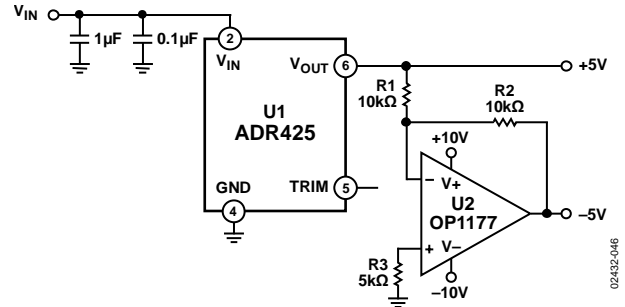 VIN
1µF
0.1µF
2
VIN
VOUT
6
U1
ADR425
GND
4
TRIM
5
R1
10kΩ
R2
10kΩ
+5V
+10V
−
V+
U2
OP1177
+
V−
−10V
R3
5kΩ
−5V
02432-046